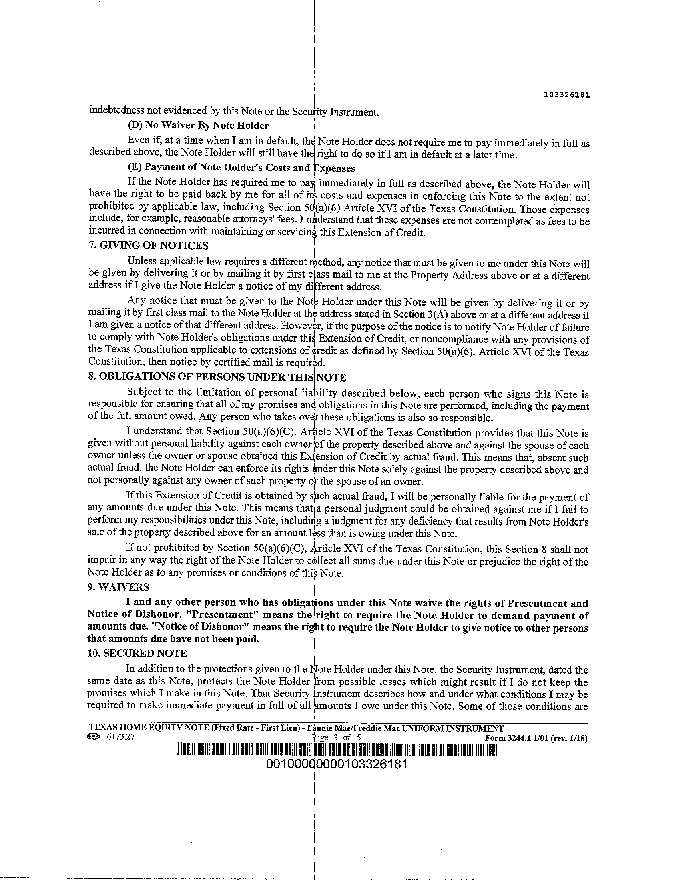 103326181
indebtedness not evidenced by this Note or the Security Instrument.
(D) No Waiver By Note Holder
Even if, at a time when I am in default, the Note Holder does not require me to pay immediately in full as
described above, the Note Holder will still have the right to do so if I am in default at a later time.
(E) Payment of Note Holder's Costs and Expenses
If the Note Holder has required me to pay immediately in full as described above, the Note Holder will
have the right to be paid back by me for all of its costs and expenses in enforcing this Note to the extent not
prohibited by applicable law, including Section 50(a)(6) Article XVI of the Texas Constitution. Those expenses
include, for example, reasonable attorneys' fees. I understand that these expenses are not contemplated as fees to be
incurred in connection with maintaining or servicing this Extension of Credit.
7. GIVING OF NOTICES
Unless applicable law requires a different method, any notice that must be given to me under this Note will
be given by delivering it or by mailing it by first class mail to me at the Property Address above or at a different
address if I give the Note Holder a notice of my different address.
Any notice that must be given to the Note Holder under this Note will be given by delivering it or by
mailing it by first class mail to the Note Holder at the address stated in Section 3(A) above or at a different address if
I am given a notice of that different address. However, if the purpose of the notice is to notify Note Holder of failure
to comply with Note Holder's obligations under this Extension of Credit, or noncompliance with any provisions of
the Texas Constitution applicable to extensions of credit as defined by Section 50(a)(6). Article XVI of the Texas
Constitution, then notice by certified mail is required.
8. OBLIGATIONS OF PERSONS UNDER THIS NOTE
Subject to the limitation of personal liability described below, each person who signs this Note is
responsible for ensuring that all of my promises and obligations in this Note are performed, including the payment
of the full amount owed. Any person who takes over these obligations is also so responsible.
I understand that Section 50(a)(6)(C), Article XVI of the Texas Constitution provides that this Note is
given without personal liability against each owner of the property described above and against the spouse of each
owner unless the owner or spouse obtained this Extension of Credit by actual fraud. This means that, absent such
actual fraud, the Note Holder can enforce its rights under this Note solely against the property described above and
not personally against any owner of such property or the spouse of an owner.
If this Extension of Credit is obtained by such actual fraud, I will be personally liable for the payment of
any amounts due under this Note. This means that a personal judgment could be obtained against me if I fail to
perform my responsibilities under this Note, including a judgment for any deficiency that results from Note Holder's
sale of the property described above for an amount less than is owing under this Note.
If not prohibited by Section 50(a)(6)(C), Article XVI of the Texas Constitution, this Section 8 shall not
impair in any way the right of the Note Holder to collect all sums due under this Note or prejudice the right of the
Note Holder as to any promises or conditions of this Note.
9. WAIVERS
I and any other person who has obligations under this Note waive the rights of Presentment and
Notice of Dishonor. "Presentment" means the right to require the Note Holder to demand payment of
amounts due. "Notice of Dishonor" means the right to require the Note Holder to give notice to other persons
that amounts due have not been paid.
10. SECURED NOTE
In addition to the protections given to the Note Holder under this Note, the Security Instrument, dated the
same date as this Note, protects the Note Holder from possible losses which might result if I do not keep the
promises which I make in this Note. That Security Instrument describes how and under what conditions I may be
required to make immediate payment in full of all amounts I owe under this Note. Some of those conditions are
TEXAS HOME EQUITY NOTE (Fixed Rate - First Lien) - Fannie Mae/Freddie Mac UNIFORM INSTRUMENT
Page 3 of 5 Form 3244.1 1/01 (rev. 1/18)
00100000000103326181